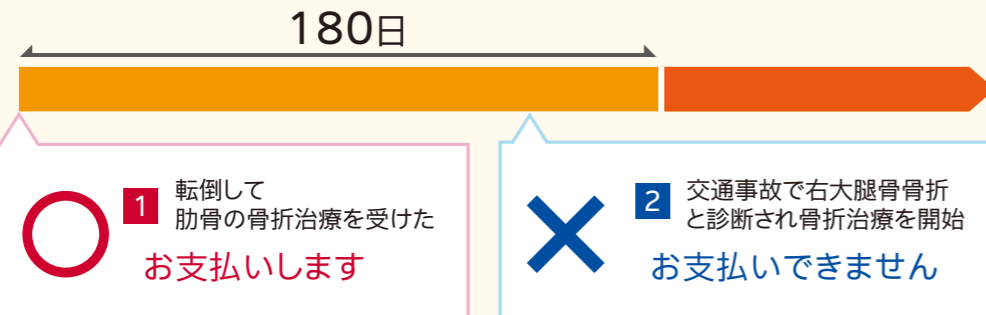 180日
1
転倒して
肋骨の骨折治療を受けた
お支払いします
2
交通事故で右大腿骨骨折
と診断され骨折治療を開始
お支払いできません